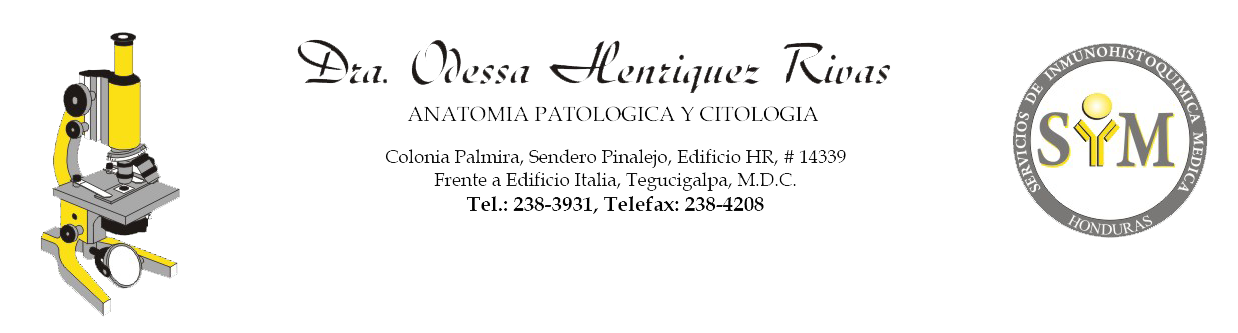 Dra. Odessa Henriquez Rivas
ANATOMIA PATOLOGICA Y CITOLOGIA
Colonia Palmira, Sendero Pinalejo, Edificio HR, # 14339
Frente a Edificio Italia, Tegucigalpa, M.D.C.
Tel.: 238-3931, Telefax: 238-4208
SERVICIOS DE INMUNOHISTOQUIMICA MEDICA
SYM
HONDURAS